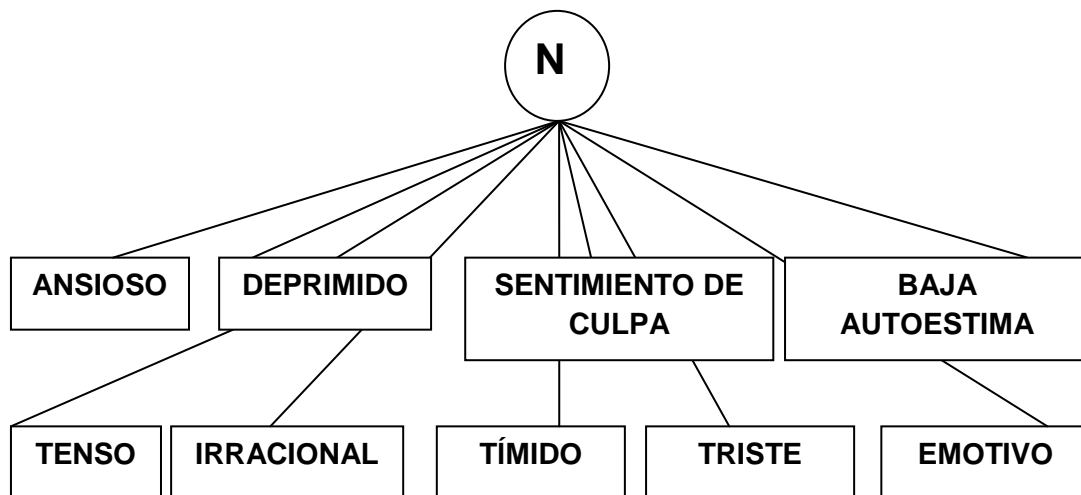 N
ANSIOSO
DEPRIMIDO
SENTIMIENTO DE
CULPA
BAJA
AUTOESTIMA
TENSO
IRRACIONAL
TÍMIDO
TRISTE
EMOTIVO